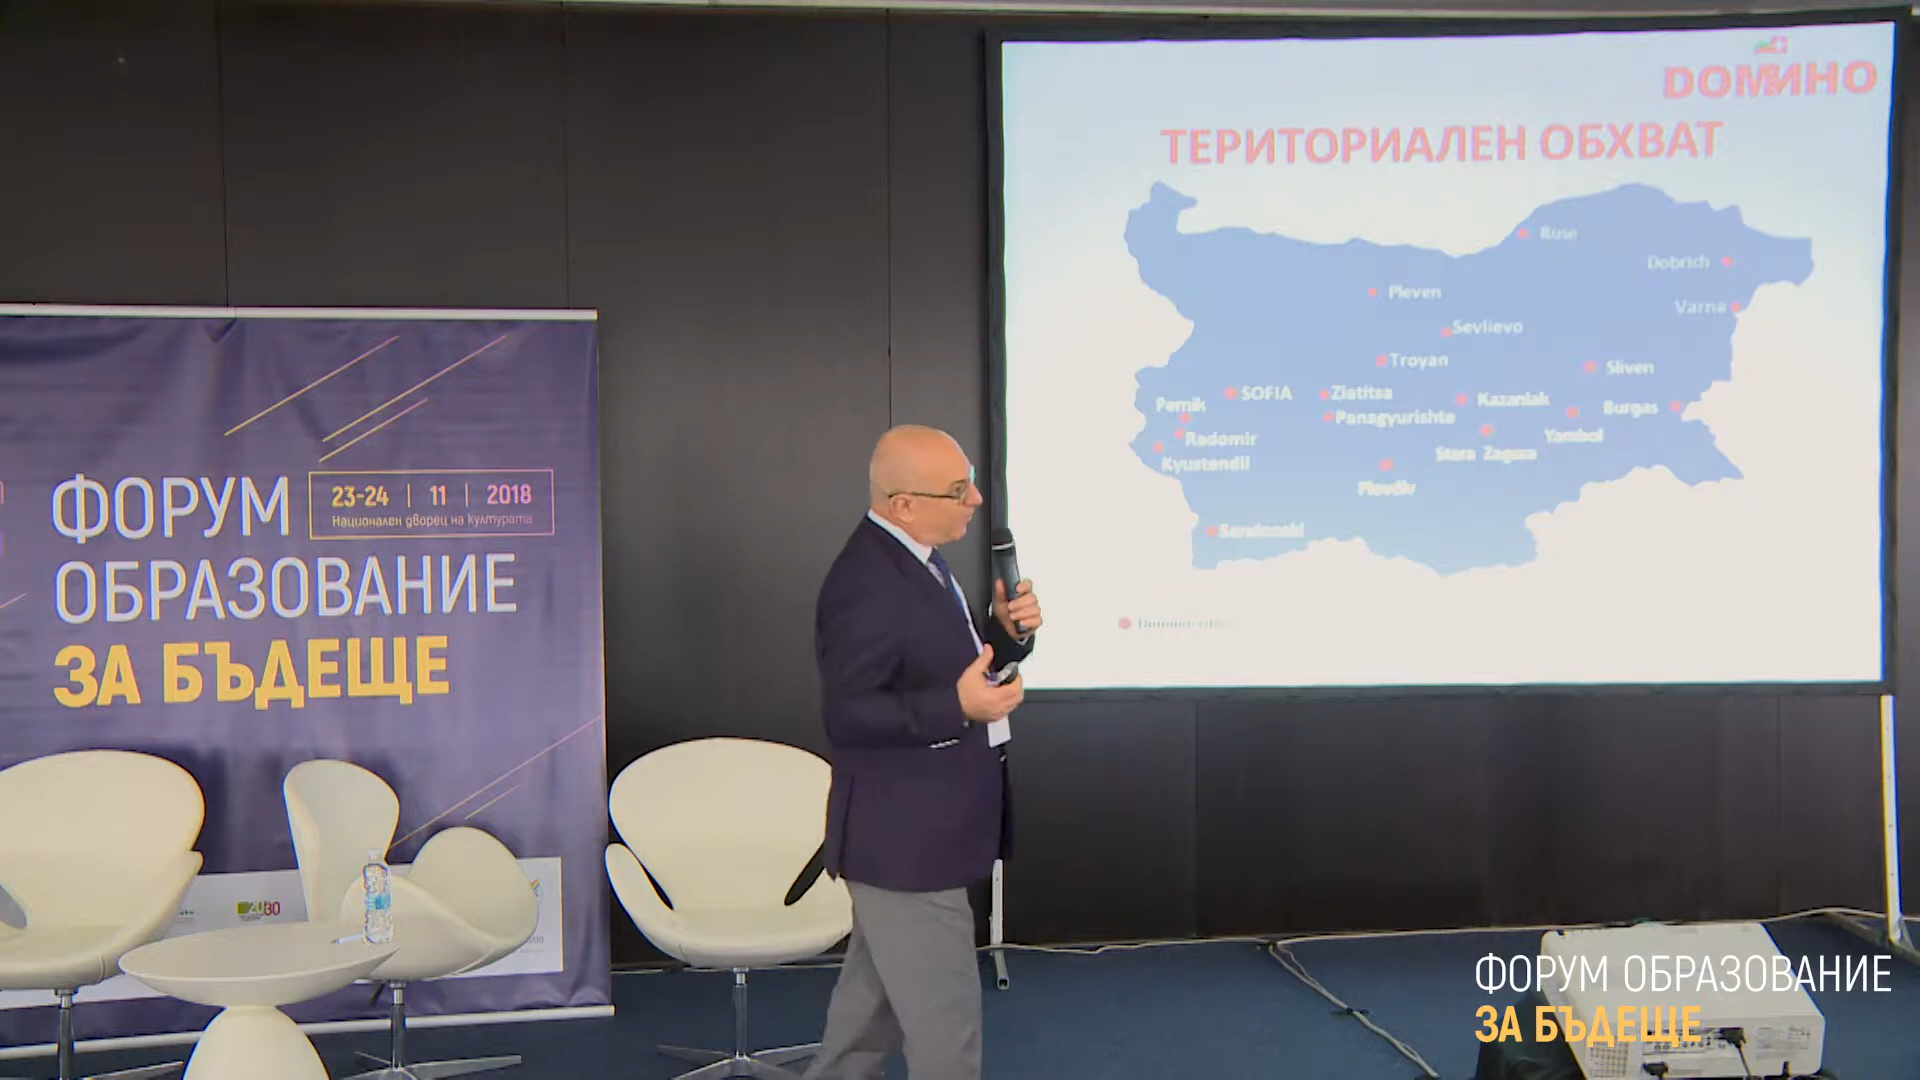 ФОРУМ
23-24 | 11 | 2018
Национален дворец на културата
ОБРАЗОВАНИЕ
ЗА БЪДЕЩЕ
2030
DOMИНО
ТЕРИТОРИАЛЕН ОБХВАТ
Ruse
Dobrich
Pleven
Varna
Sevlievo
Troyan
Sliven
SOFIA
Zlatitsa
Kazanlak
Pernik
Burgas
Panagyurishte
Radomir
Yambol
Stara Zagora
Kyustendil
Plovdiv
Sandanski
ФОРУМ ОБРАЗОВАНИЕ
ЗА БЪДЕЩЕ